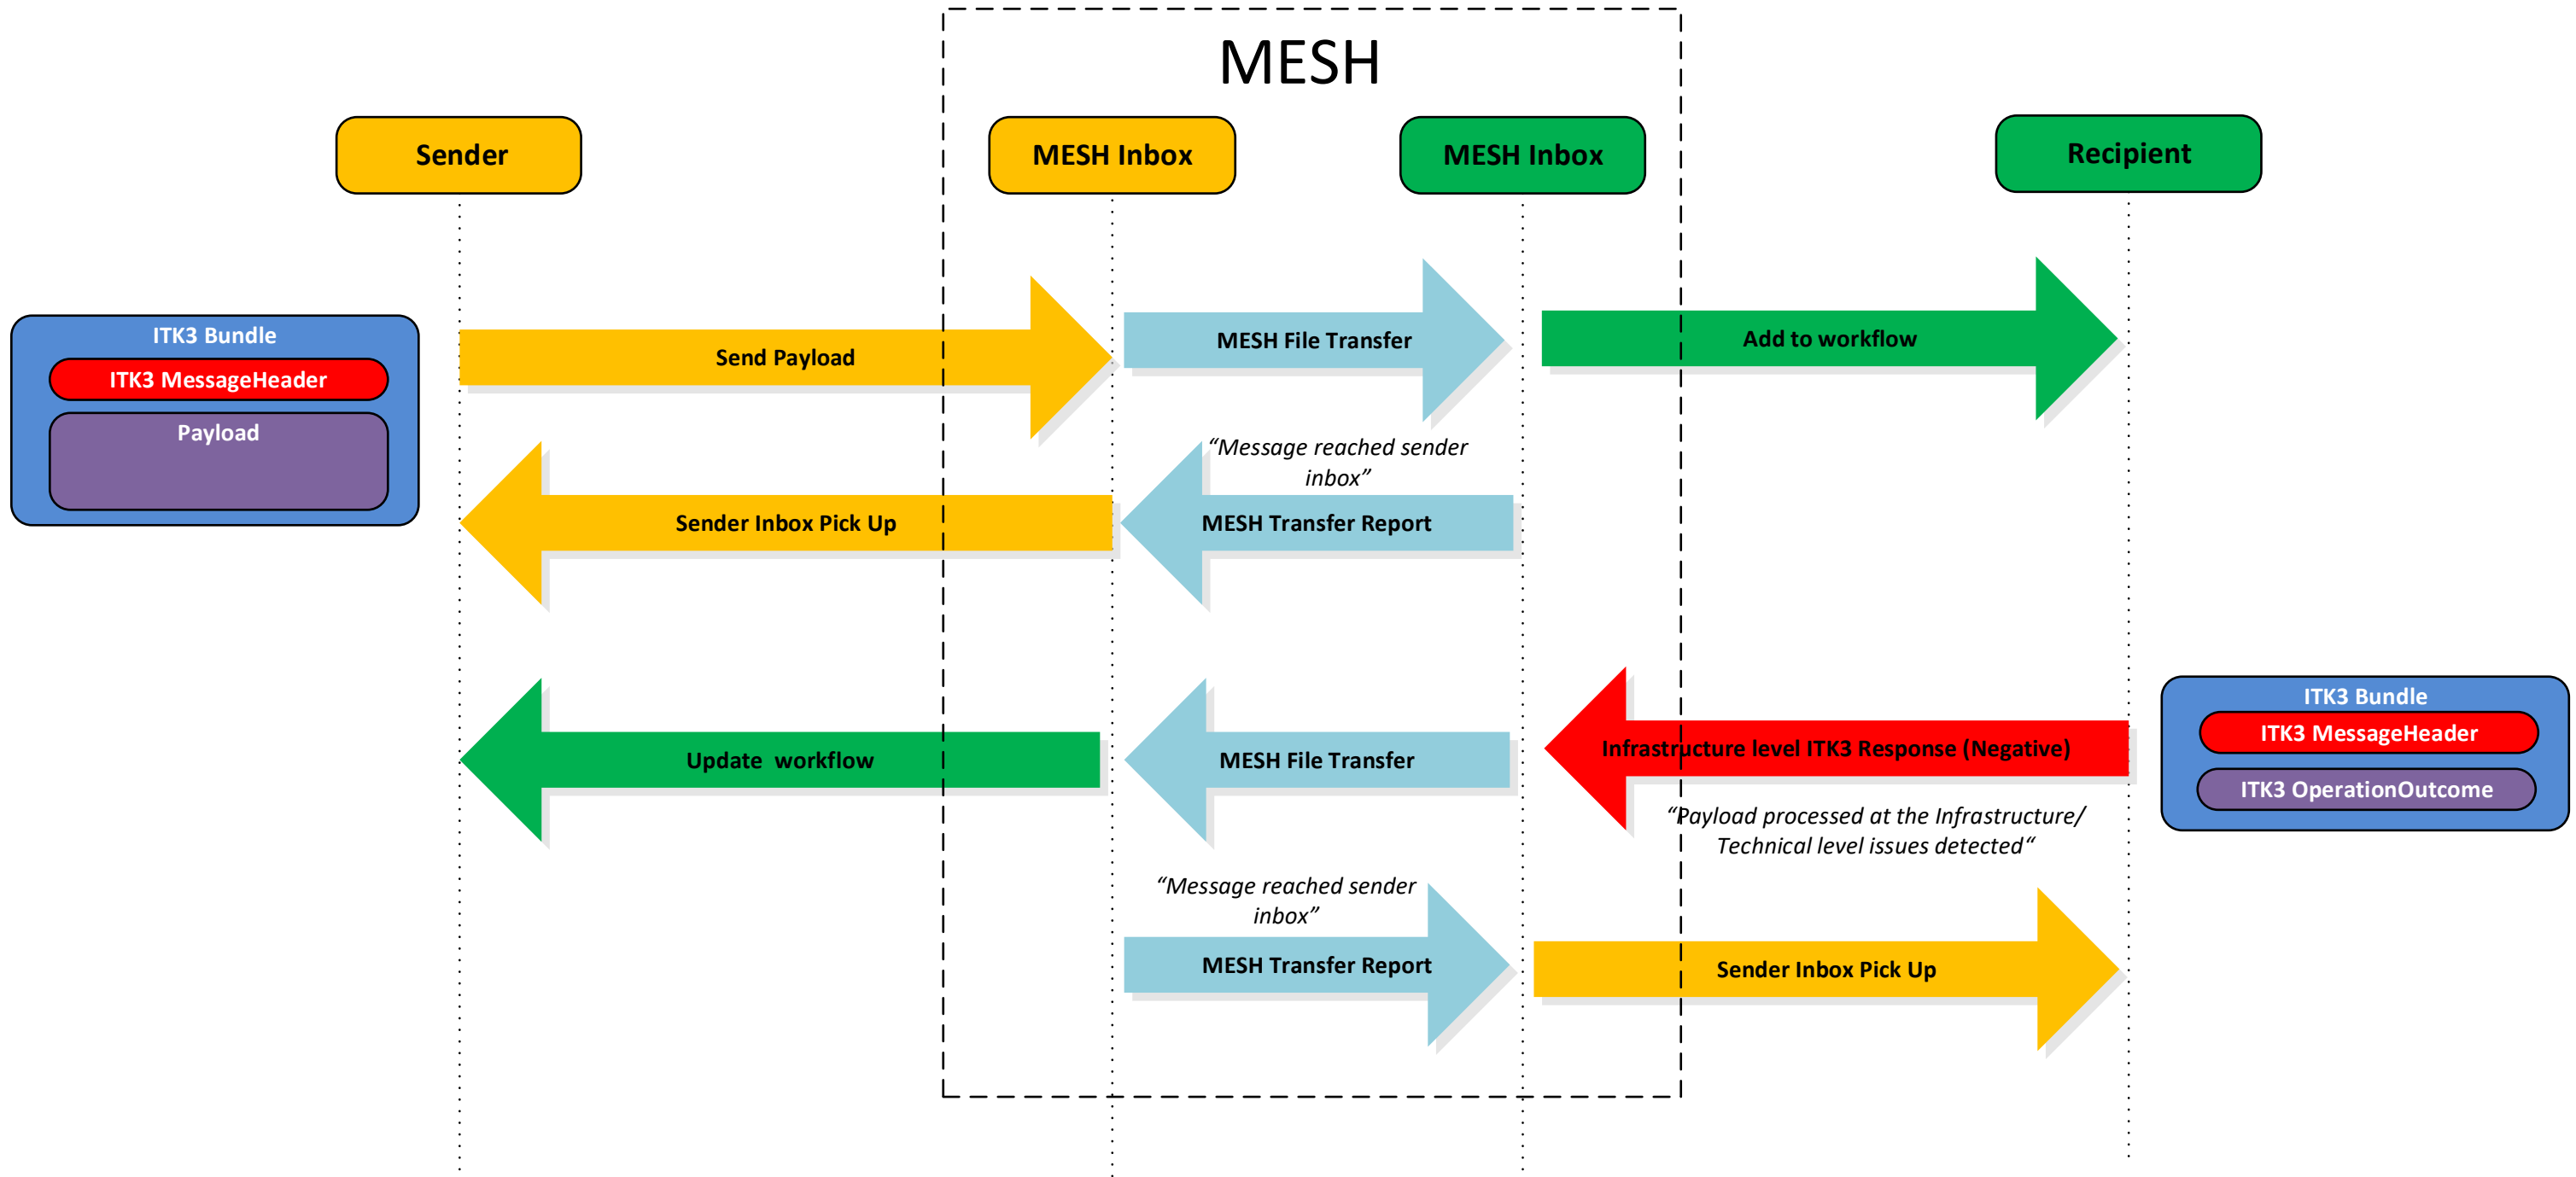 MESH
Sender
MESH Inbox
MESH Inbox
Recipient
ITK3 Bundle
ITK3 MessageHeader
Payload
Send Payload
MESH File Transfer
Add to workflow
“Message reached sender
inbox”
Sender Inbox Pick Up
MESH Transfer Report
Update  workflow
MESH File Transfer
Infrastructure level ITK3 Response (Negative)
ITK3 Bundle
ITK3 MessageHeader
ITK3 OperationOutcome
“Payload processed at the Infrastructure/
Technical level issues detected“
“Message reached sender
inbox”
MESH Transfer Report
Sender Inbox Pick Up